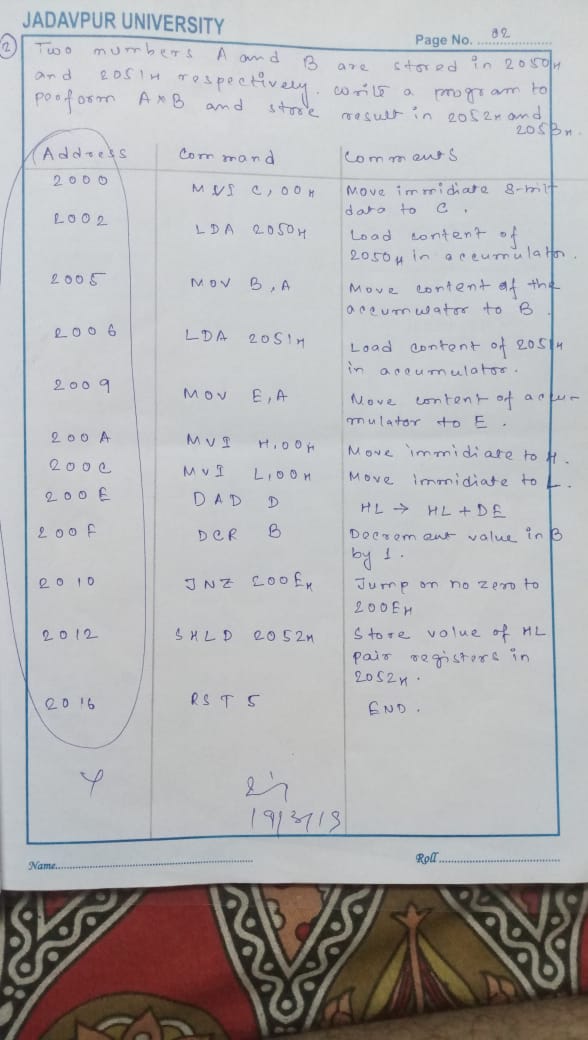 JADAVPUR UNIVERSITY
Page No. 02
2 Two numbers A and B are stored in 2050H
and 2051H respectively. Write a program to
perform A*B and store result in 2052H and
2053H.
Address Command Comments
2000 MVI C, 00H Move immidiate 8-bit
data to C.
2002 LDA 2050H Load content of
2050H in accumulator.
2005 MOV B, A Move content of the
accumulator to B.
2006 LDA 2051H Load content of 2051H
in accumulator.
2009 MOV E, A Move content of accu-
mulator to E.
200A MVI H, 00H Move immidiate to H.
200C MVI L, 00H Move immidiate to L.
200E DAD D HL → HL + DE
200F DCR B Decrement value in B
by 1.
2010 JNZ 200EH Jump on no zero to
200EH
2012 SHLD 2052H Store value of HL
pair registers in
2052H.
2016 RST 5 END.
Name
Roll